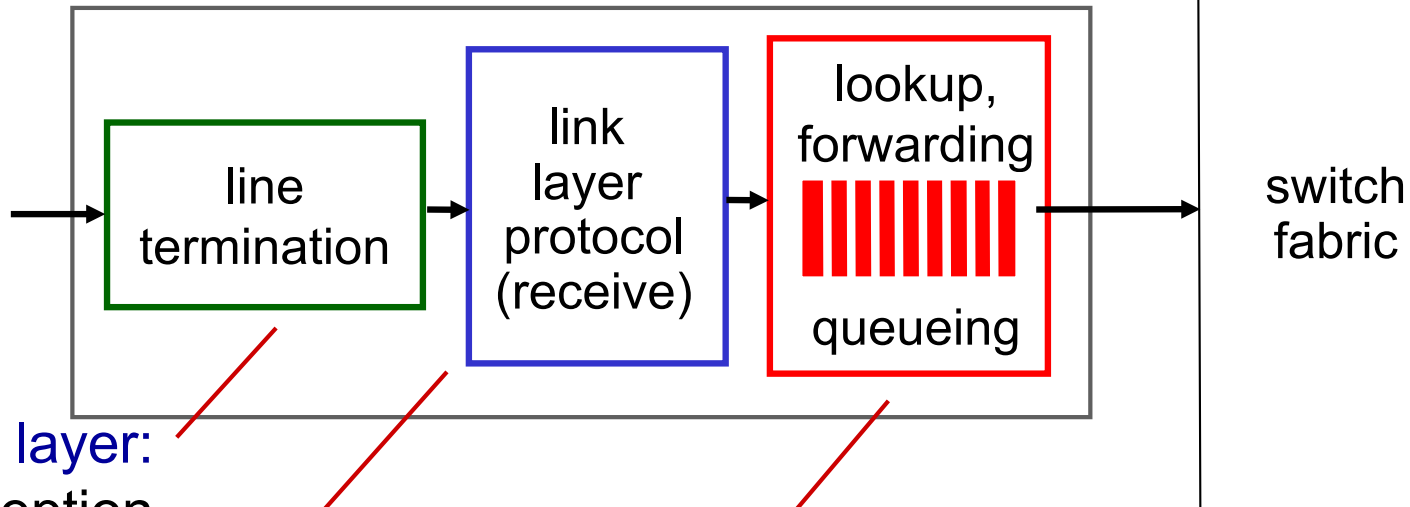 line
termination
link
layer
protocol
(receive)
lookup,
forwarding
queueing
switch
fabric
layer: